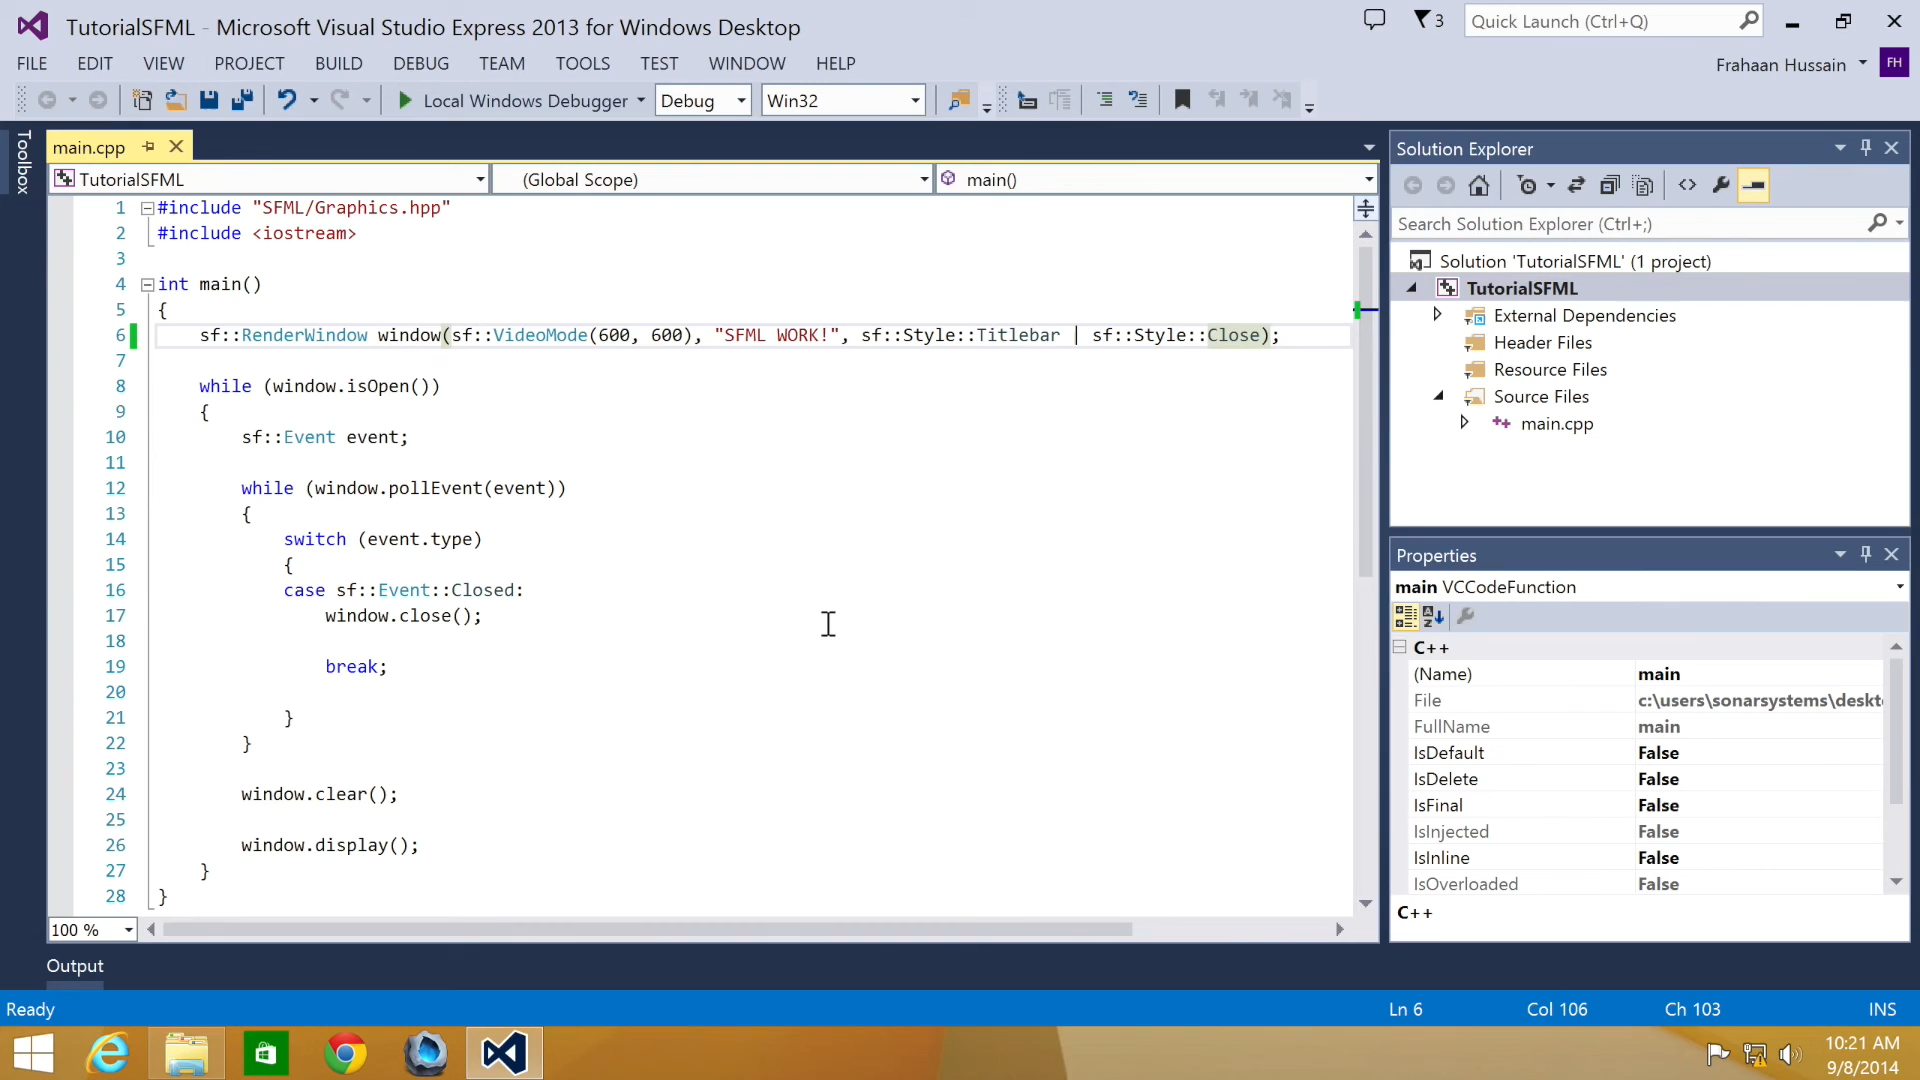 TutorialSFML - Microsoft Visual Studio Express 2013 for Windows Desktop
3
Quick Launch (Ctrl+Q)
FILE EDIT VIEW PROJECT BUILD DEBUG TEAM TOOLS TEST WINDOW HELP
Frahaan Hussain FH
Local Windows Debugger Debug Win32
Toolbox
main.cpp
TutorialSFML (Global Scope) main()
1 #include "SFML/Graphics.hpp"
2 #include <iostream>
3
4 int main()
5 {
6 sf::RenderWindow window(sf::VideoMode(600, 600), "SFML WORK!", sf::Style::Titlebar | sf::Style::Close);
7
8 while (window.isOpen())
9 {
10 sf::Event event;
11
12 while (window.pollEvent(event))
13 {
14 switch (event.type)
15 {
16 case sf::Event::Closed:
17 window.close();
18
19 break;
20
21 }
22 }
23
24 window.clear();
25
26 window.display();
27 }
28 }
100 %
Output
Solution Explorer
Search Solution Explorer (Ctrl+;)
Solution 'TutorialSFML' (1 project)
TutorialSFML
External Dependencies
Header Files
Resource Files
Source Files
main.cpp
Properties
main VCCodeFunction
C++
(Name) main
File c:\users\sonarsystems\deskt
FullName main
IsDefault False
IsDelete False
IsFinal False
IsInjected False
IsInline False
IsOverloaded False
C++
Ready Ln 6 Col 106 Ch 103 INS
10:21 AM
9/8/2014